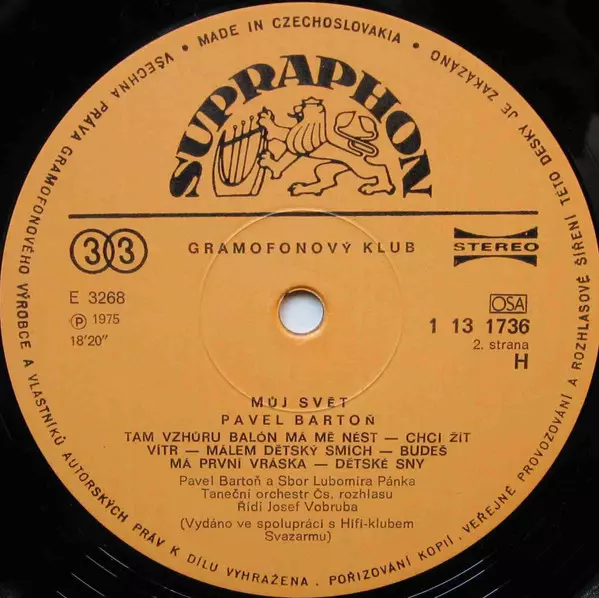 VŠECHNA PRÁVA GRAMOFONOVÉHO VÝROBCE A VLASTNÍKŮ AUTORSKÝCH PRÁV K DÍLU VYHRAŽENA. POŘIZOVÁNÍ KOPIÍ, VEŘEJNÉ PROVOZOVÁNÍ A ROZHLASOVÉ ŠÍŘENÍ TÉTO DESKY JE ZAKÁZÁNO
• MADE IN CZECHOSLOVAKIA •
SUPRAPHON
33
GRAMOFONOVÝ KLUB
STEREO
E 3268
Ⓟ 1975
18'20"
OSA
1 13 1736
2. strana
H
MŮJ SVĚT
PAVEL BARTOŇ
TAM VZHŮRU BALÓN MÁ MĚ NÉST — CHCI ŽÍT
VÍTR — MÁLEM DĚTSKÝ SMÍCH — BUDEŠ
MÁ PRVNÍ VRÁSKA — DĚTSKÉ SNY
Pavel Bartoň a Sbor Lubomíra Pánka
Taneční orchestr Čs. rozhlasu
Řídí Josef Vobruba
(Vydáno ve spolupráci s Hifi-klubem
Svazarmu)